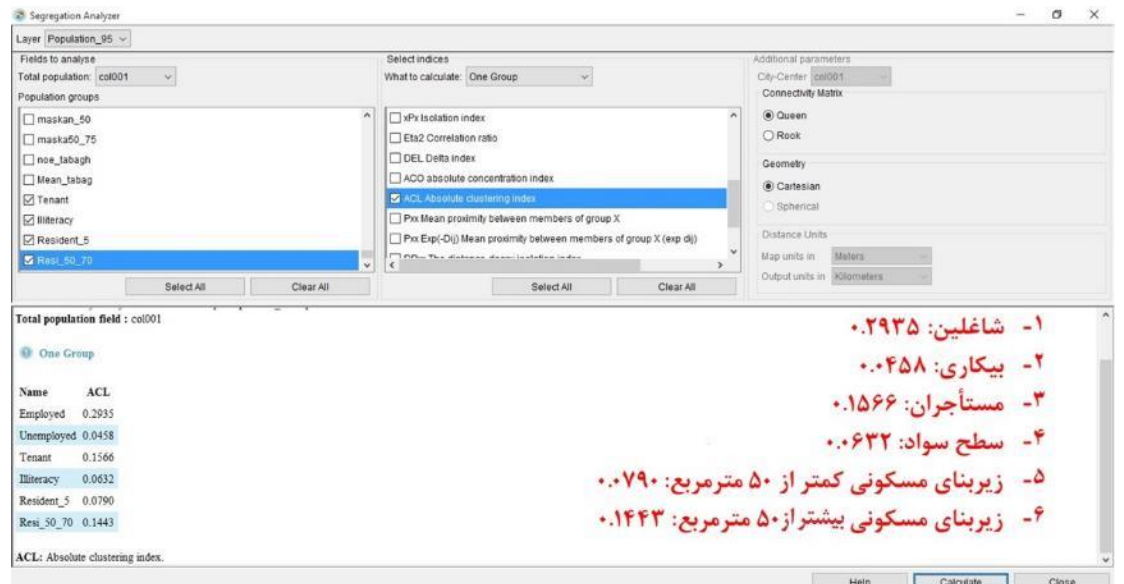 Segregation Analyzer
Layer Population_95
Fields to analyse
Total population: col001
Population groups
maskan_50
maska50_75
noe_tabagh
Mean_tabag
Tenant
Illiteracy
Resident_5
Resi_50_70
Select All Clear All
Select indices
What to calculate: One Group
xPx Isolation index
Eta2 Correlation ratio
DEL Delta index
ACO absolute concentration index
ACL Absolute clustering index
Pxx Mean proximity between members of group X
Pxx Exp(-Dij) Mean proximity between members of group X (exp dij)
Select All Clear All
Additional parameters
City-Center col001
Connectivity Matrix
Queen
Rook
Geometry
Cartesian
Spherical
Distance Units
Map units in Meters
Output units in Kilometers
Total population field : col001
One Group
Name ACL
Employed 0.2935
Unemployed 0.0458
Tenant 0.1566
Illiteracy 0.0632
Resident_5 0.0790
Resi_50_70 0.1443
ACL: Absolute clustering index.
۱- شاغلین: ۰.۲۹۳۵
۲- بیکاری: ۰.۰۴۵۸
۳- مستأجران: ۰.۱۵۶۶
۴- سطح سواد: ۰.۰۶۳۲
۵- زیربنای مسکونی کمتر از ۵۰ مترمربع: ۰.۰۷۹۰
۶- زیربنای مسکونی بیشتر از۵۰ مترمربع: ۰.۱۴۴۳
Help Calculate Close